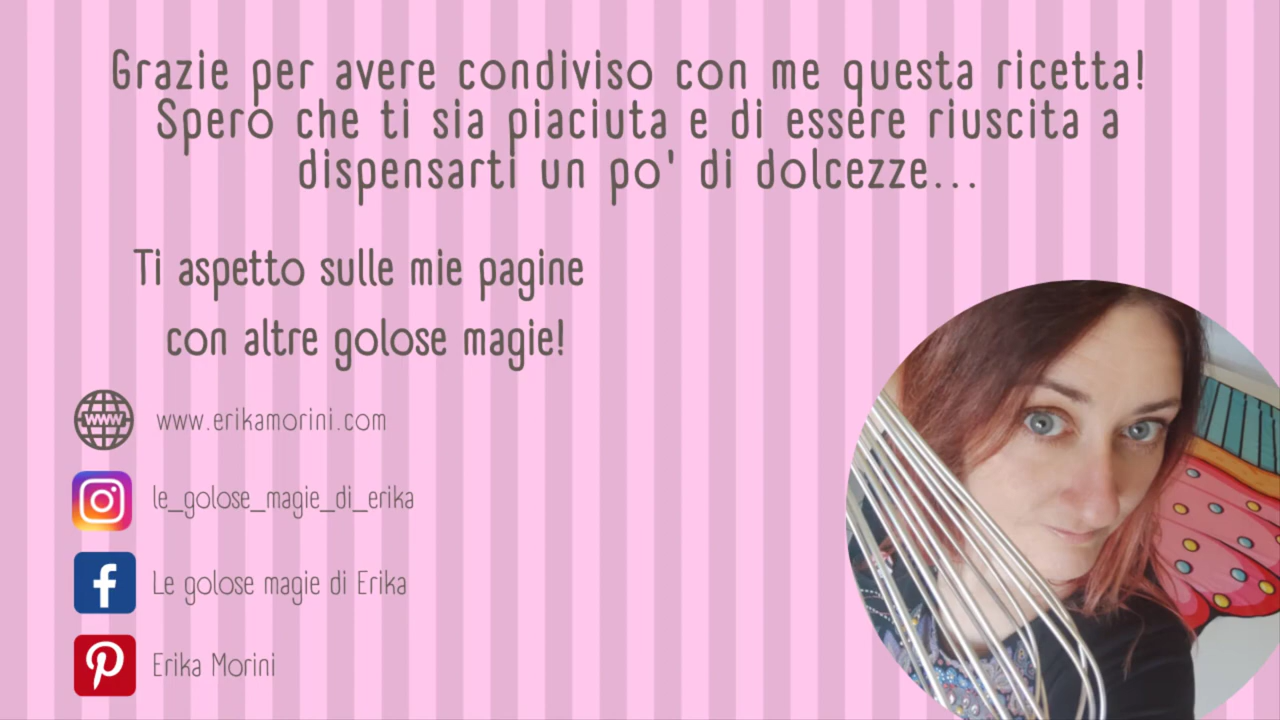 Grazie per avere condiviso con me questa ricetta!
Spero che ti sia piaciuta e di essere riuscita a
dispensarti un po' di dolcezze...
Ti aspetto sulle mie pagine
con altre golose magie!
www
www.erikamorini.com
le_golose_magie_di_erika
Le golose magie di Erika
Erika Morini